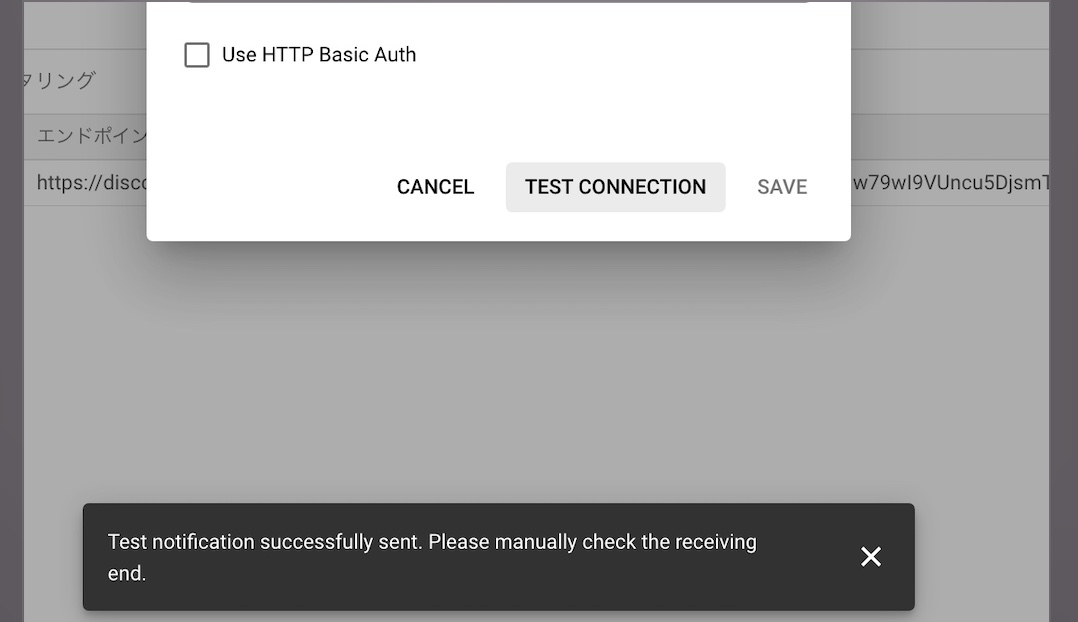 Use HTTP Basic Auth
タリング
エンドポイン
CANCEL TEST CONNECTION SAVE
https://disc w79wI9VUncu5Djsm
Test notification successfully sent. Please manually check the receiving
end.